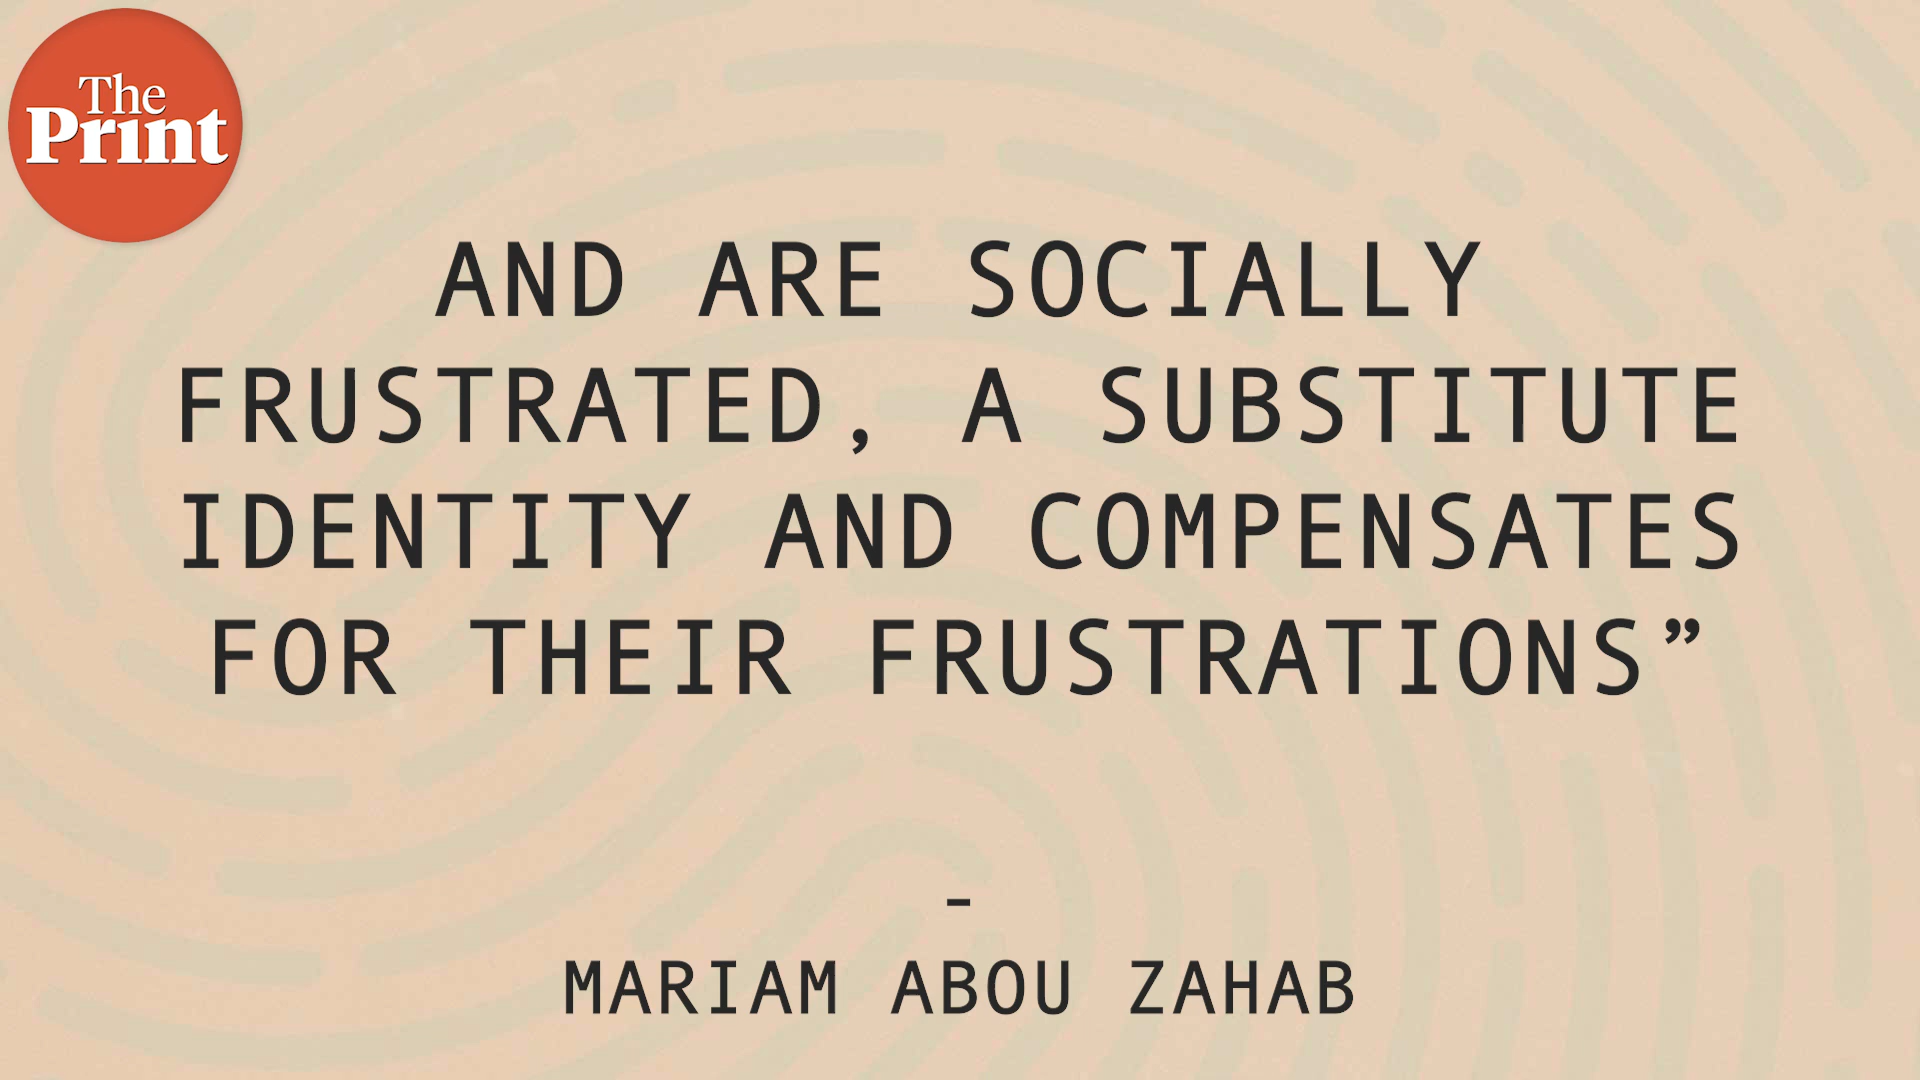 The
Print
AND ARE SOCIALLY
FRUSTRATED, A SUBSTITUTE
IDENTITY AND COMPENSATES
FOR THEIR FRUSTRATIONS”
-
MARIAM ABOU ZAHAB